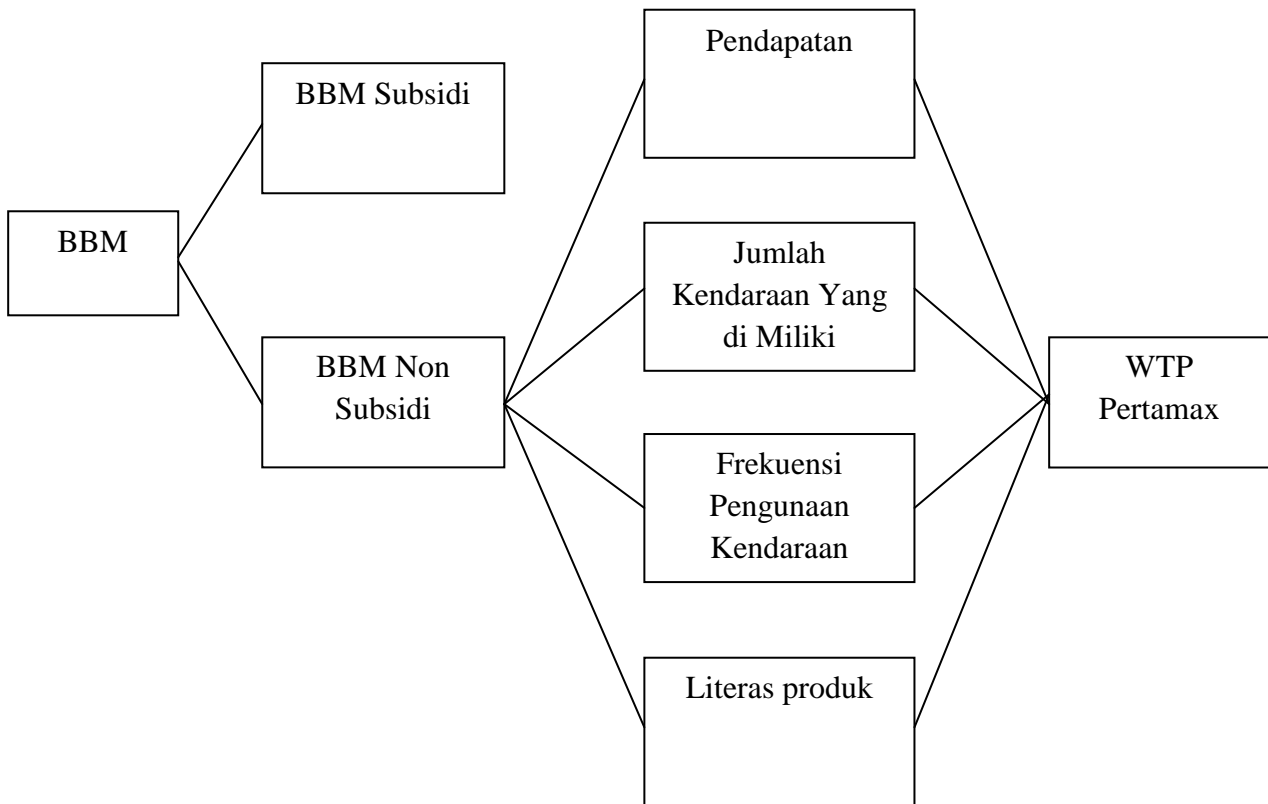 BBM
BBM Subsidi
BBM Non
Subsidi
Pendapatan
Jumlah
Kendaraan Yang
di Miliki
Frekuensi
Pengunaan
Kendaraan
Literas produk
WTP
Pertamax